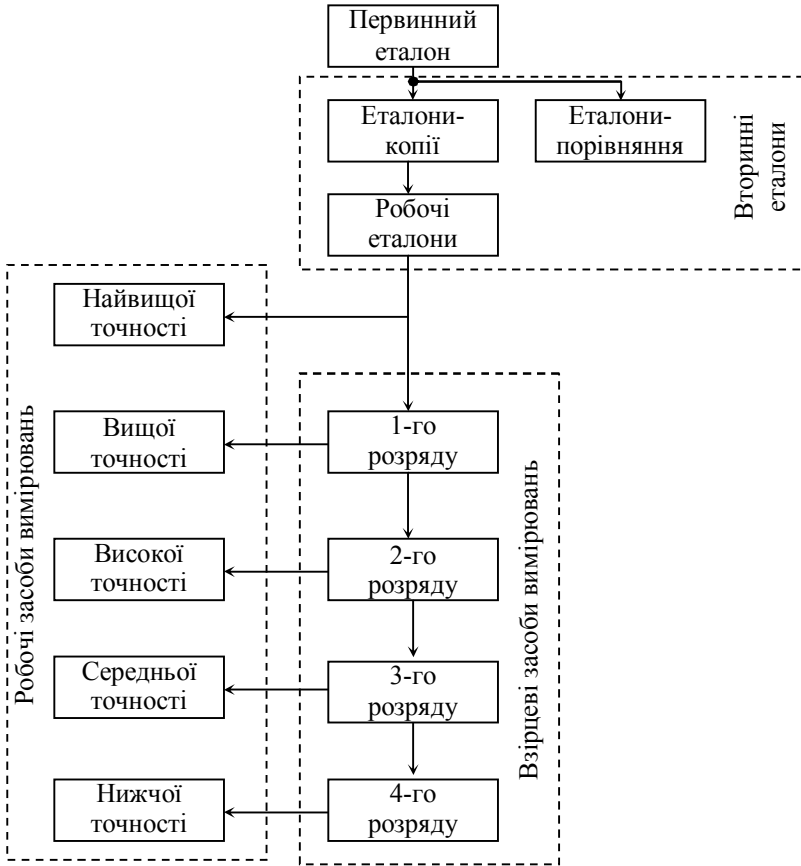 Первинний
еталон
Еталони-
копії
Еталони-
порівняння
Вторинні
еталони
Робочі
еталони
Найвищої
точності
Робочі засоби вимірювань
Вищої
точності
1-го
розряду
Взірцеві засоби вимірювань
Високої
точності
2-го
розряду
Середньої
точності
3-го
розряду
Нижчої
точності
4-го
розряду